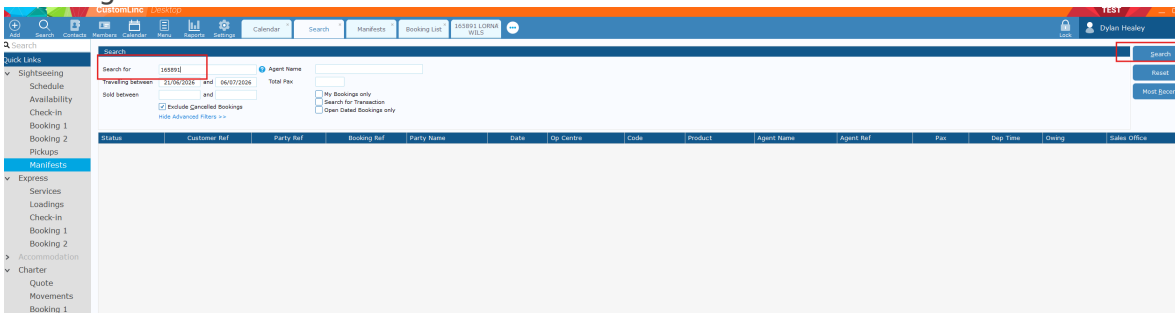 CustomLinc Desktop
TEST
Add Search Contacts Members Calendar Menu Reports Settings
Calendar × Search × Manifests × Booking List × 165891 LORNA WILS ×
Lock
Dylan Healey
Search
Quick Links
Sightseeing
Schedule
Availability
Check-in
Booking 1
Booking 2
Pickups
Manifests
Express
Services
Loadings
Check-in
Booking 1
Booking 2
Accommodation
Charter
Quote
Movements
Booking 1
Search
Search for 165891 Agent Name
Travelling between 21/06/2026 and 06/07/2026 Total Pax
Sold between and
My Bookings only
Search for Transaction
Open Dated Bookings only
Exclude Cancelled Bookings
Hide Advanced Filters >>
Search
Reset
Most Recen
Status Customer Ref Party Ref Booking Ref Party Name Date Op Centre Code Product Agent Name Agent Ref Pax Dep Time Owing Sales Office